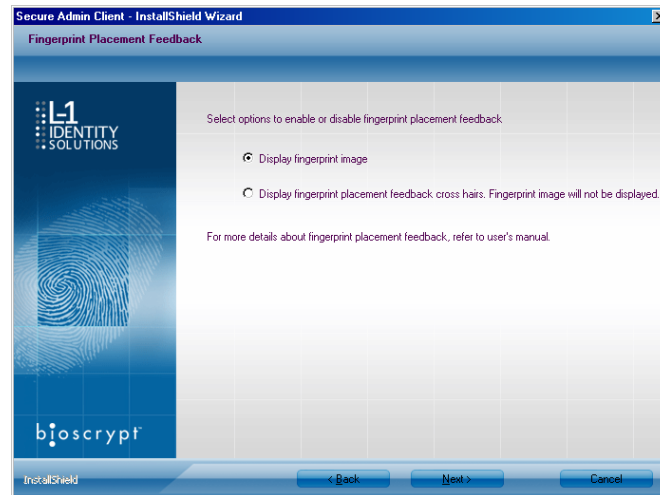 Secure Admin Client - InstallShield Wizard
Fingerprint Placement Feedback
L-1
IDENTITY
SOLUTIONS
Select options to enable or disable fingerprint placement feedback
Display fingerprint image
Display fingerprint placement feedback cross hairs. Fingerprint image will not be displayed.
For more details about fingerprint placement feedback, refer to user's manual.
bioscrypt
InstallShield
< Back
Next >
Cancel